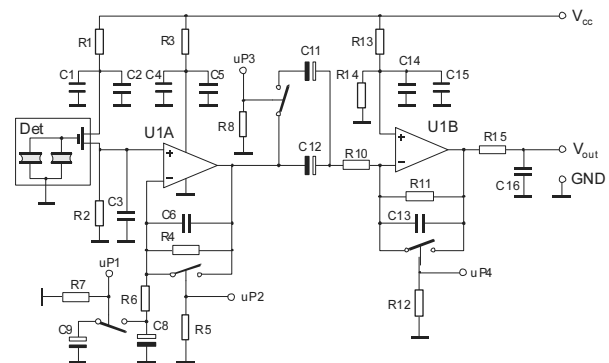 Vcc
R1
R3
R13
C11
uP3
C1
C2
C4
C5
R14
C14
C15
R8
Det
U1A
U1B
C12
R10
R15
Vout
R11
C16
GND
R2
C3
C6
C13
R4
uP1
R7
R6
uP2
uP4
R12
C9
C8
R5
+
−
+
−